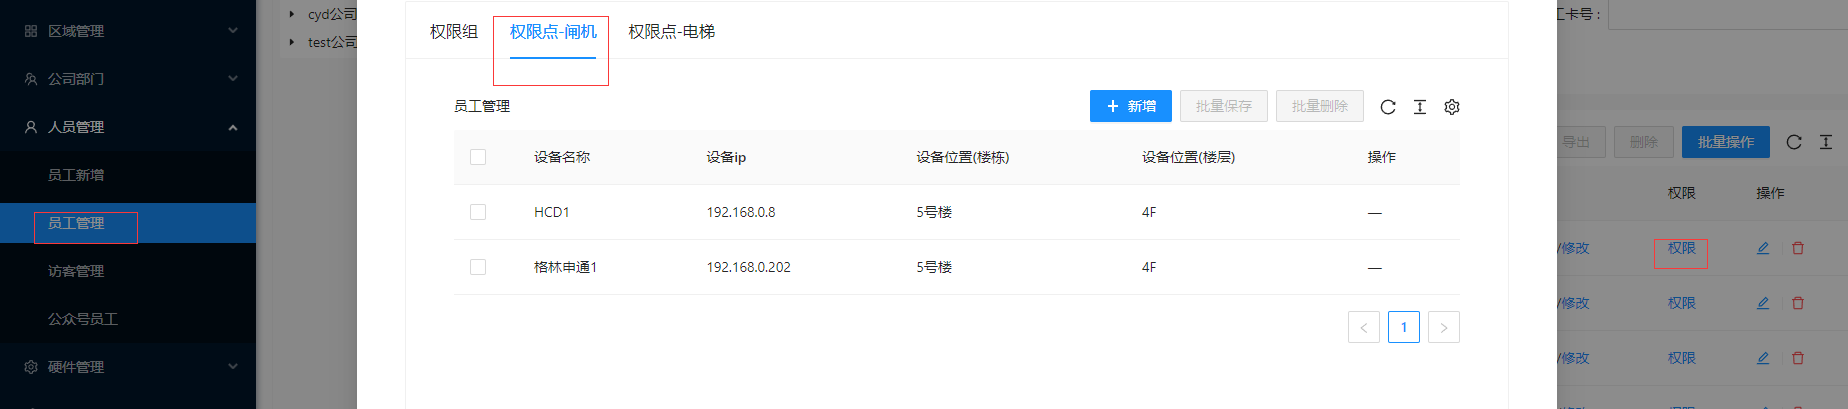 区域管理
公司部门
人员管理
员工新增
员工管理
访客管理
公众号员工
硬件管理
cyd公司
test公司
权限组 权限点-闸机 权限点-电梯
员工管理 + 新增 批量保存 批量删除
设备名称 设备ip 设备位置(楼栋) 设备位置(楼层) 操作
HCD1 192.168.0.8 5号楼 4F —
格林申通1 192.168.0.202 5号楼 4F —
< 1 >
工卡号 :
导出 删除 批量操作
权限 操作
/修改 权限
/修改 权限
/修改 权限